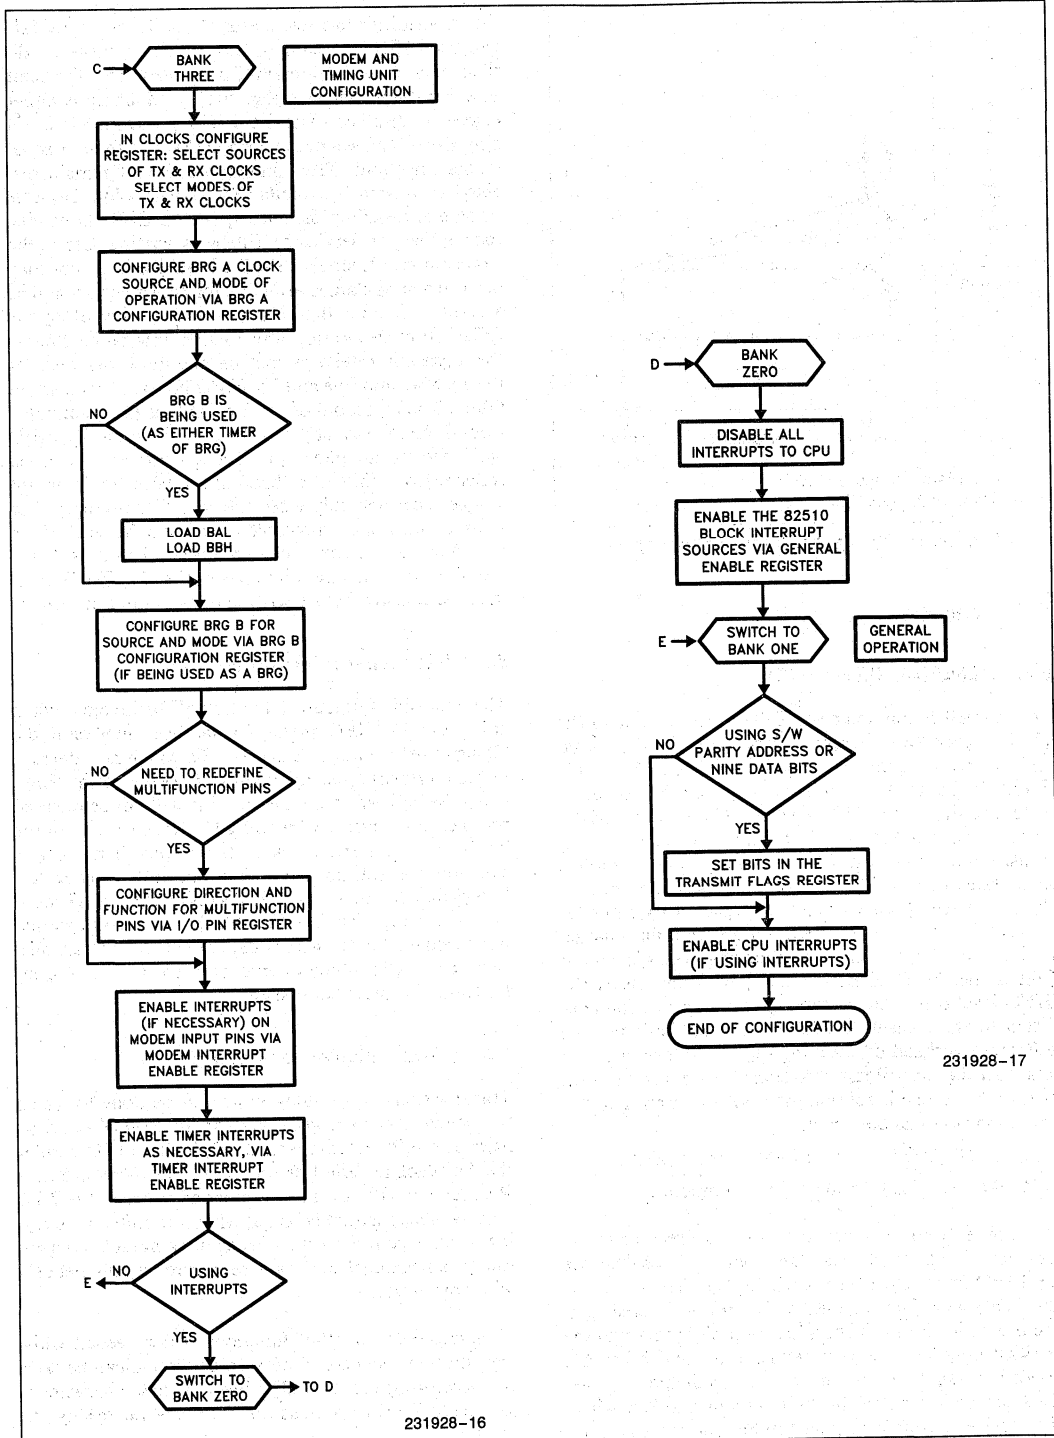 C
BANK
THREE
MODEM AND
TIMING UNIT
CONFIGURATION
IN CLOCKS CONFIGURE
REGISTER: SELECT SOURCES
OF TX & RX CLOCKS
SELECT MODES OF
TX & RX CLOCKS
CONFIGURE BRG A CLOCK
SOURCE AND MODE OF
OPERATION VIA BRG A
CONFIGURATION REGISTER
BRG B IS
BEING USED
(AS EITHER TIMER
OF BRG)
NO
YES
LOAD BAL
LOAD BBH
CONFIGURE BRG B FOR
SOURCE AND MODE VIA BRG B
CONFIGURATION REGISTER
(IF BEING USED AS A BRG)
NO
NEED TO REDEFINE
MULTIFUNCTION PINS
YES
CONFIGURE DIRECTION AND
FUNCTION FOR MULTIFUNCTION
PINS VIA I/O PIN REGISTER
ENABLE INTERRUPTS
(IF NECESSARY) ON
MODEM INPUT PINS VIA
MODEM INTERRUPT
ENABLE REGISTER
ENABLE TIMER INTERRUPTS
AS NECESSARY, VIA
TIMER INTERRUPT
ENABLE REGISTER
E
NO
USING
INTERRUPTS
YES
SWITCH TO
BANK ZERO
TO D
231928-16
D
BANK
ZERO
DISABLE ALL
INTERRUPTS TO CPU
ENABLE THE 82510
BLOCK INTERRUPT
SOURCES VIA GENERAL
ENABLE REGISTER
E
SWITCH TO
BANK ONE
GENERAL
OPERATION
NO
USING S/W
PARITY ADDRESS OR
NINE DATA BITS
YES
SET BITS IN THE
TRANSMIT FLAGS REGISTER
ENABLE CPU INTERRUPTS
(IF USING INTERRUPTS)
END OF CONFIGURATION
231928-17